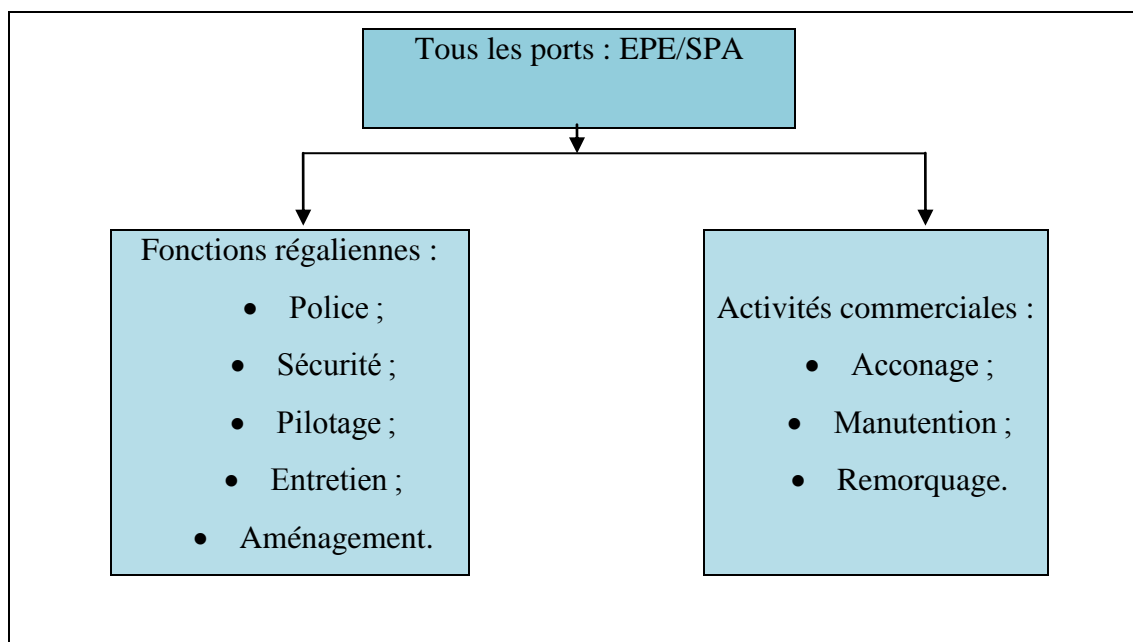 Tous les ports : EPE/SPA
Fonctions régaliennes :
• Police ;
• Sécurité ;
• Pilotage ;
• Entretien ;
• Aménagement.
Activités commerciales :
• Acconage ;
• Manutention ;
• Remorquage.